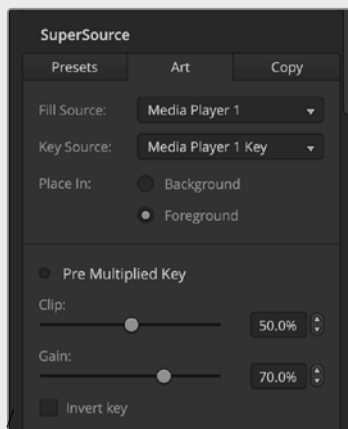 SuperSource
Presets Art Copy
Fill Source: Media Player 1
Key Source: Media Player 1 Key
Place In: Background
Foreground
Pre Multiplied Key
Clip:
50.0%
Gain:
70.0%
Invert key
/